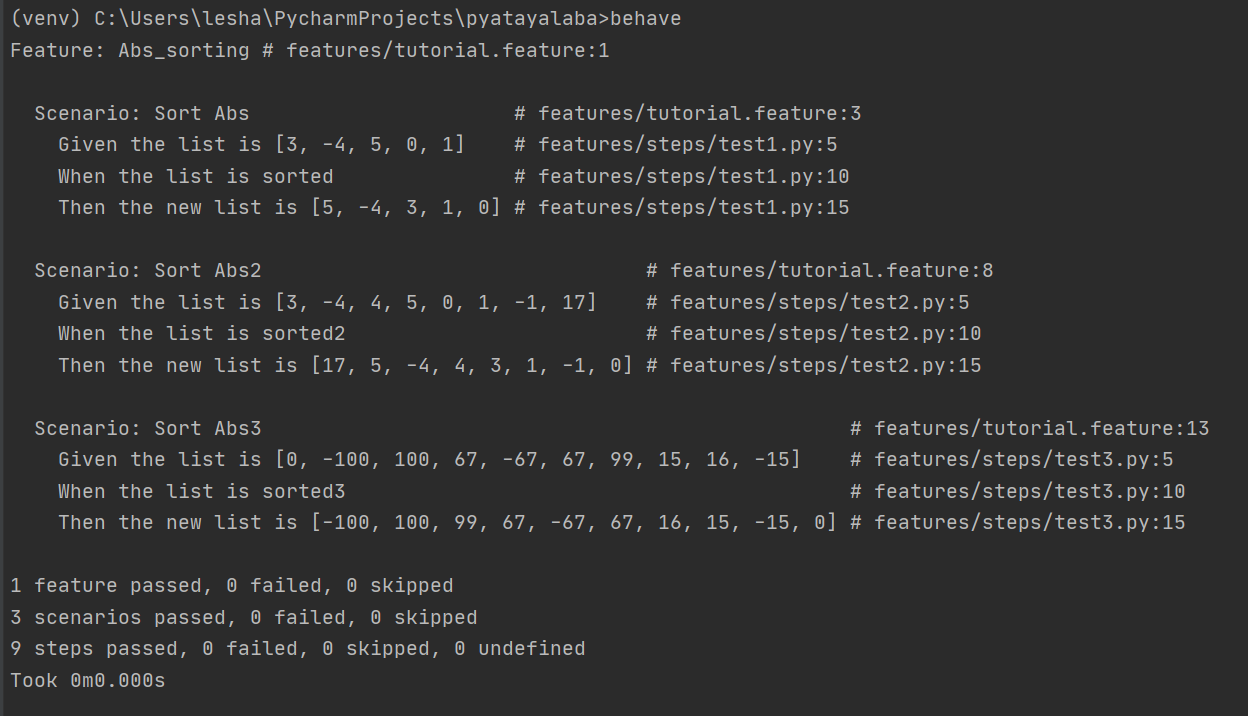 (venv) C:\Users\lesha\PycharmProjects\pyatayalaba>behave
Feature: Abs_sorting # features/tutorial.feature:1
Scenario: Sort Abs # features/tutorial.feature:3
Given the list is [3, -4, 5, 0, 1] # features/steps/test1.py:5
When the list is sorted # features/steps/test1.py:10
Then the new list is [5, -4, 3, 1, 0] # features/steps/test1.py:15
Scenario: Sort Abs2 # features/tutorial.feature:8
Given the list is [3, -4, 4, 5, 0, 1, -1, 17] # features/steps/test2.py:5
When the list is sorted2 # features/steps/test2.py:10
Then the new list is [17, 5, -4, 4, 3, 1, -1, 0] # features/steps/test2.py:15
Scenario: Sort Abs3 # features/tutorial.feature:13
Given the list is [0, -100, 100, 67, -67, 67, 99, 15, 16, -15] # features/steps/test3.py:5
When the list is sorted3 # features/steps/test3.py:10
Then the new list is [-100, 100, 99, 67, -67, 67, 16, 15, -15, 0] # features/steps/test3.py:15
1 feature passed, 0 failed, 0 skipped
3 scenarios passed, 0 failed, 0 skipped
9 steps passed, 0 failed, 0 skipped, 0 undefined
Took 0m0.000s